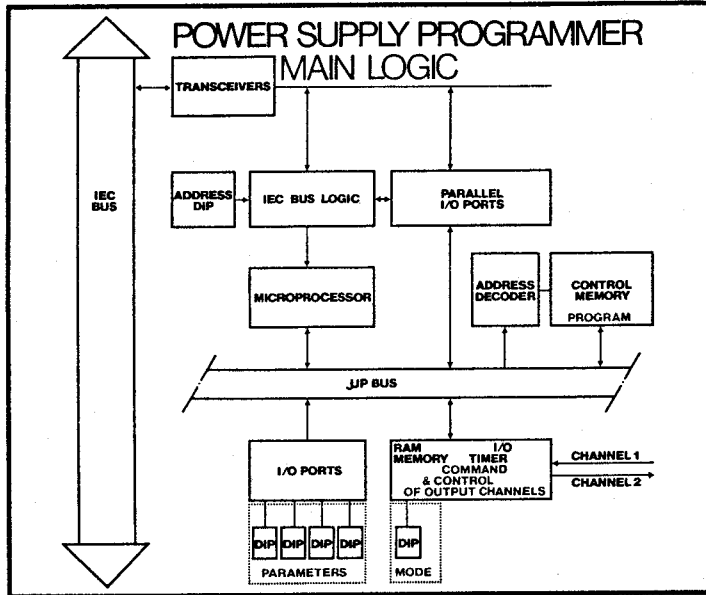 POWER SUPPLY PROGRAMMER
MAIN LOGIC
TRANSCEIVERS
IEC
BUS
ADDRESS
DIP
IEC BUS LOGIC
PARALLEL
I/O PORTS
MICROPROCESSOR
ADDRESS
DECODER
CONTROL
MEMORY
PROGRAM
μP BUS
I/O PORTS
RAM I/O
MEMORY TIMER
COMMAND
& CONTROL
OF OUTPUT CHANNELS
CHANNEL 1
CHANNEL 2
DIP DIP DIP DIP
PARAMETERS
DIP
MODE